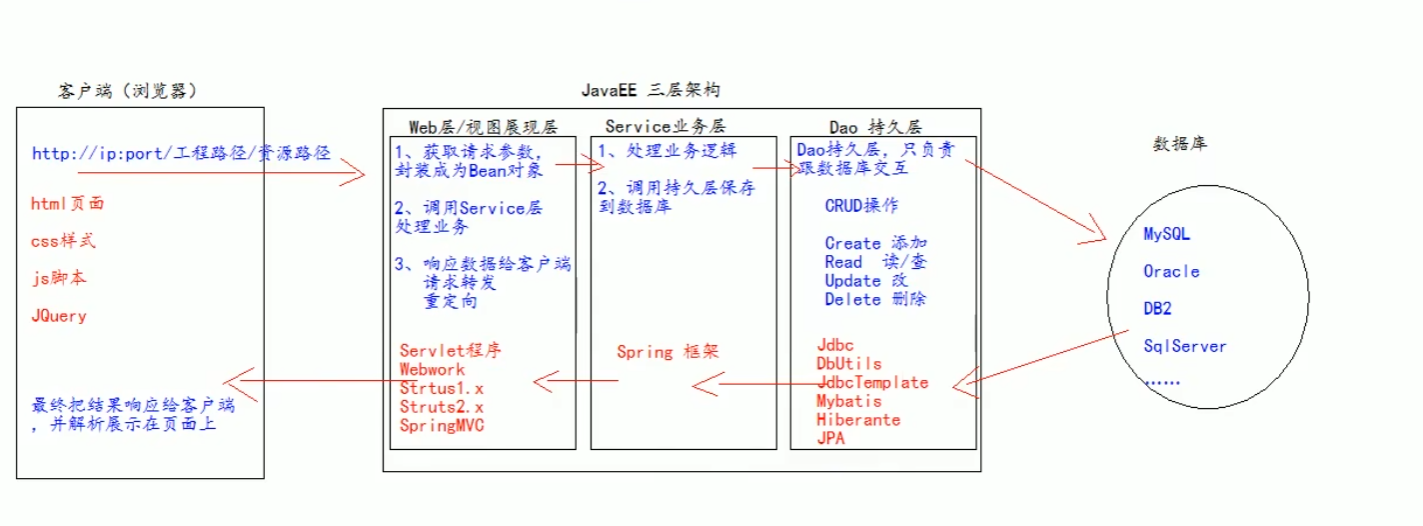 客户端（浏览器）
http://ip:port/工程路径/资源路径
html页面
css样式
js脚本
JQuery
最终把结果响应给客户端
，并解析展示在页面上
JavaEE 三层架构
Web层/视图展现层
1、获取请求参数，
封装成为Bean对象
2、调用Service层
处理业务
3、响应数据给客户端
请求转发
重定向
Servlet程序
Webwork
Strtus1.x
Struts2.x
SpringMVC
Service业务层
1、处理业务逻辑
2、调用持久层保存
到数据库
Spring 框架
Dao 持久层
Dao持久层，只负责
跟数据库交互
CRUD操作
Create 添加
Read 读/查
Update 改
Delete 删除
Jdbc
DbUtils
JdbcTemplate
Mybatis
Hiberante
JPA
数据库
MySQL
Oracle
DB2
SqlServer
......